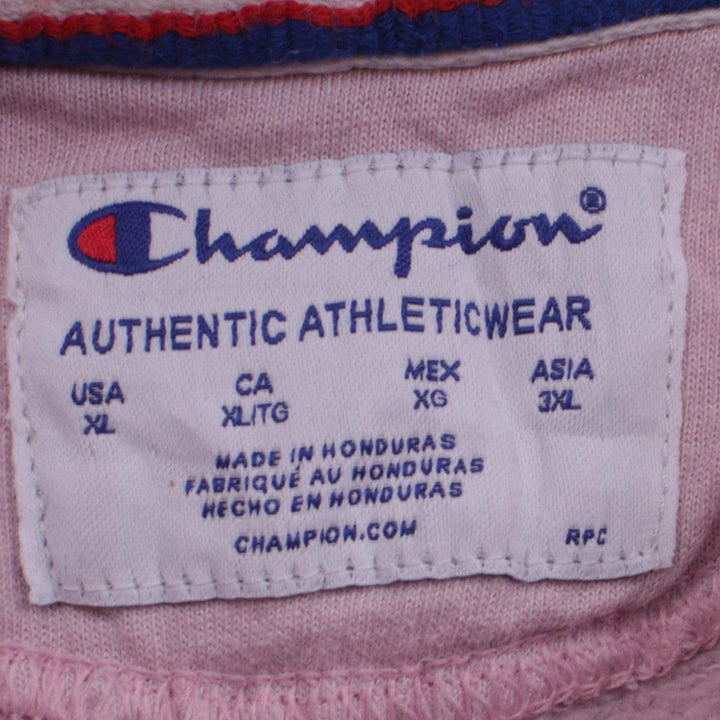 Champion®
AUTHENTIC ATHLETICWEAR
USA CA MEX ASIA
XL XL/TG XG 3XL
MADE IN HONDURAS
FABRIQUÉ AU HONDURAS
HECHO EN HONDURAS
CHAMPION.COM RPC